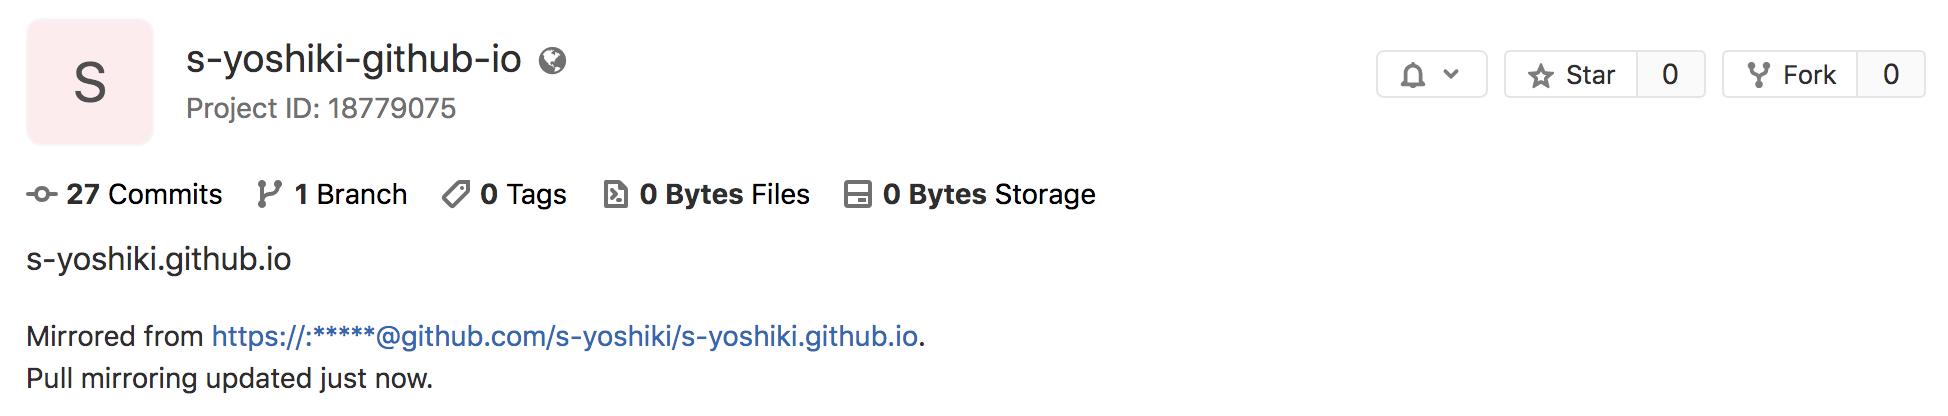 S
s-yoshiki-github-io
Project ID: 18779075
Star 0
Fork 0
27 Commits 1 Branch 0 Tags 0 Bytes Files 0 Bytes Storage
s-yoshiki.github.io
Mirrored from https://:*****@github.com/s-yoshiki/s-yoshiki.github.io.
Pull mirroring updated just now.